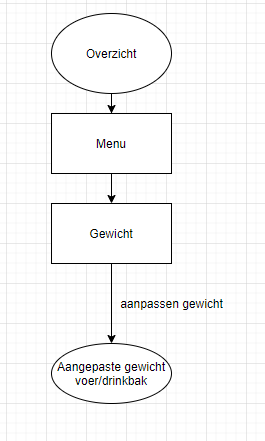 Overzicht
Menu
Gewicht
aanpassen gewicht
Aangepaste gewicht
voer/drinkbak